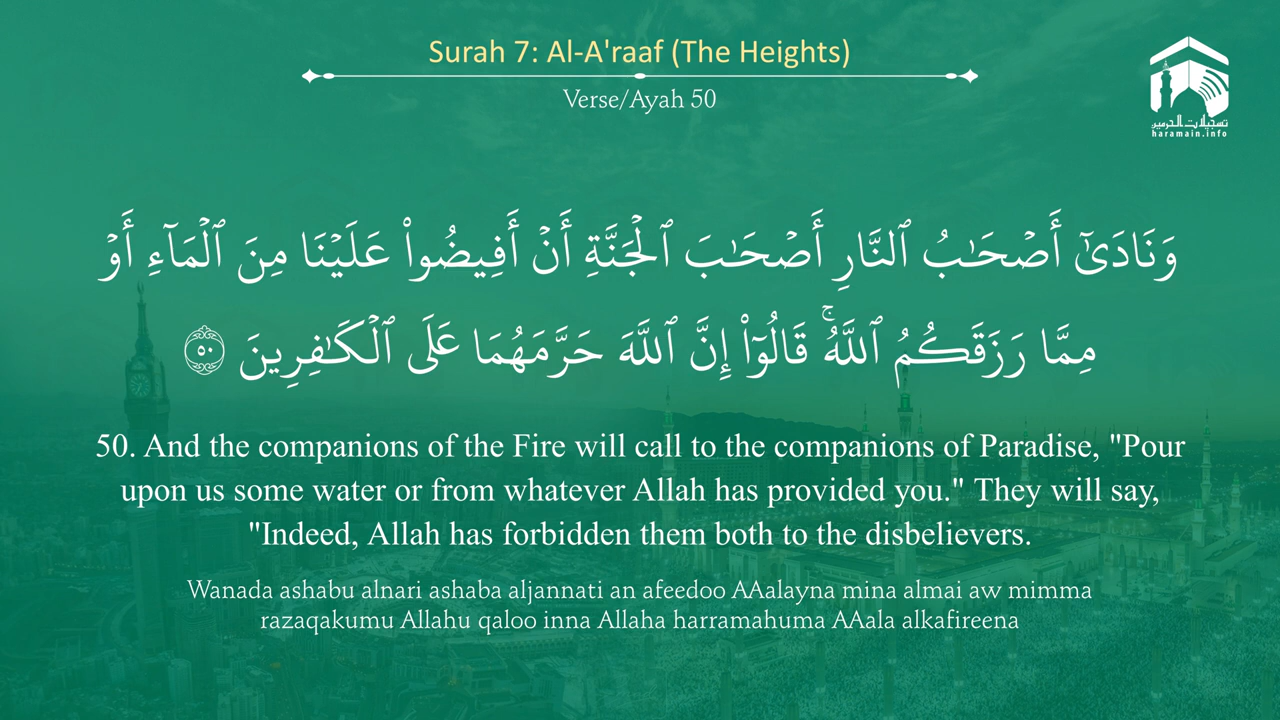 Surah 7: Al-A'raaf (The Heights)
Verse/Ayah 50
تسجيلات الحرمين
haramain.info
وَنَادَىٰٓ أَصۡحَٰبُ ٱلنَّارِ أَصۡحَٰبَ ٱلۡجَنَّةِ أَنۡ أَفِيضُواْ عَلَيۡنَا مِنَ ٱلۡمَآءِ أَوۡ
مِمَّا رَزَقَكُمُ ٱللَّهُۚ قَالُوٓاْ إِنَّ ٱللَّهَ حَرَّمَهُمَا عَلَى ٱلۡكَٰفِرِينَ ٥٠
50. And the companions of the Fire will call to the companions of Paradise, "Pour
upon us some water or from whatever Allah has provided you." They will say,
"Indeed, Allah has forbidden them both to the disbelievers.
Wanada ashabu alnari ashaba aljannati an afeedoo AAalayna mina almai aw mimma
razaqakumu Allahu qaloo inna Allaha harramahuma AAala alkafireena